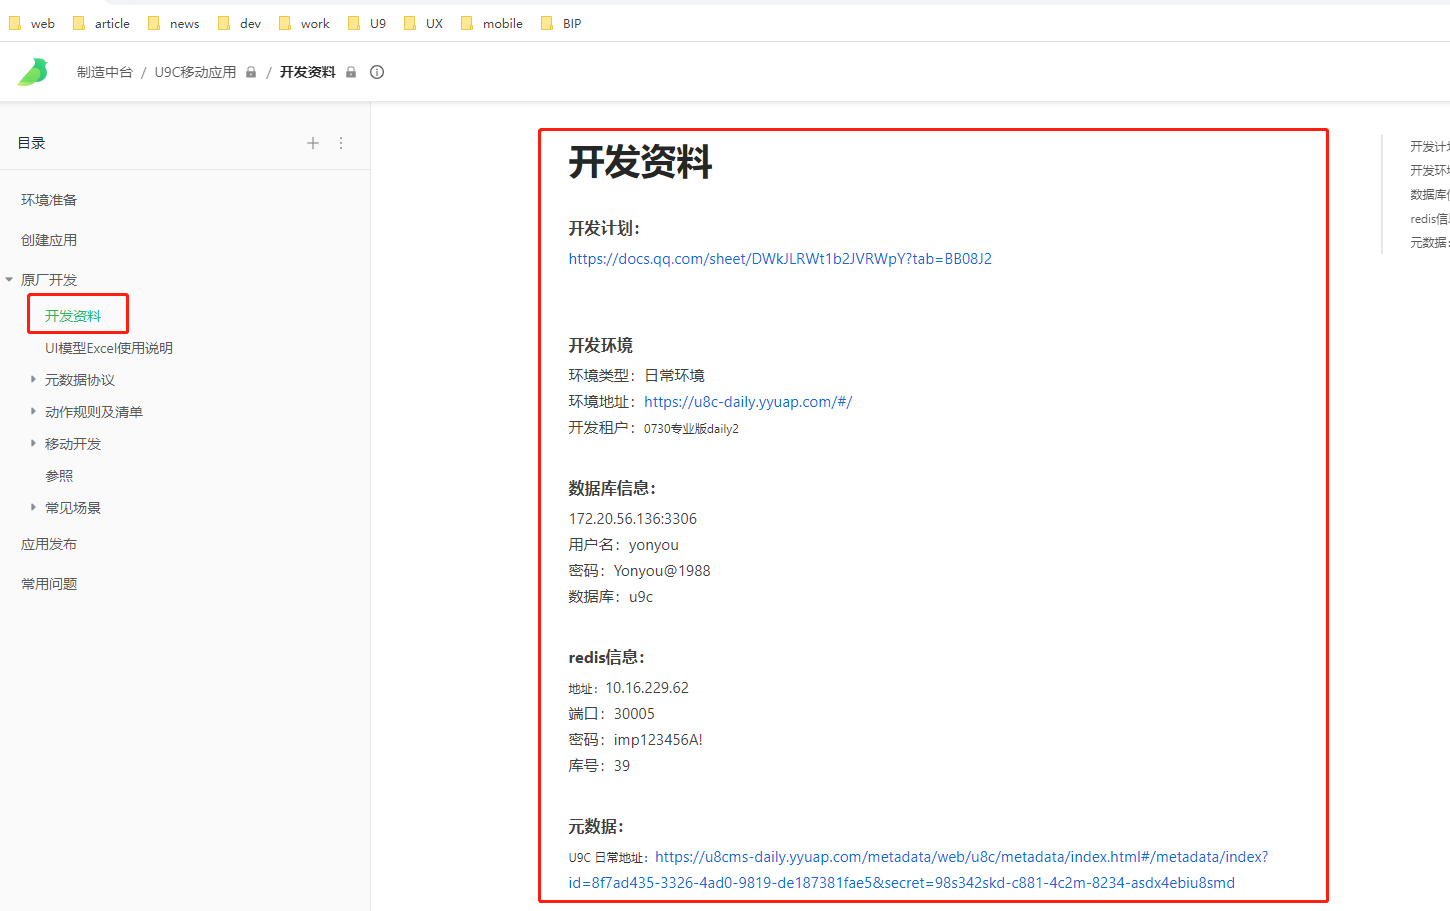 web article news dev work U9 UX mobile BIP
制造中台 / U9C移动应用 / 开发资料
目录
环境准备
创建应用
原厂开发
开发资料
UI模型Excel使用说明
元数据协议
动作规则及清单
移动开发
参照
常见场景
应用发布
常用问题
开发资料
开发计划：
https://docs.qq.com/sheet/DWkJLRWt1b2JVRWpY?tab=BB08J2
开发环境
环境类型：日常环境
环境地址：https://u8c-daily.yyuap.com/#/
开发租户：0730专业版daily2
数据库信息：
172.20.56.136:3306
用户名：yonyou
密码：Yonyou@1988
数据库：u9c
redis信息：
地址：10.16.229.62
端口：30005
密码：imp123456A!
库号：39
元数据：
U9C 日常地址：https://u8cms-daily.yyuap.com/metadata/web/u8c/metadata/index.html#/metadata/index?
id=8f7ad435-3326-4ad0-9819-de187381fae5&secret=98s342skd-c881-4c2m-8234-asdx4ebiu8smd
开发计
开发环
数据库
redis信
元数据：